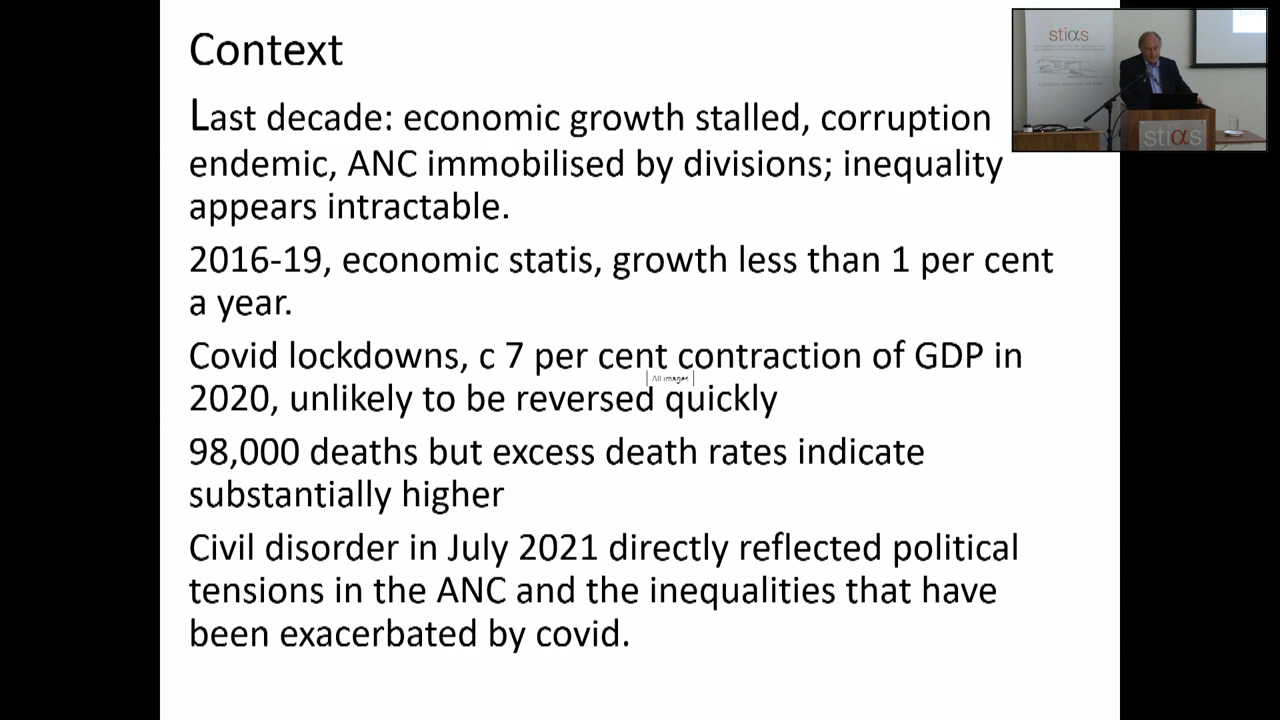 Context
Last decade: economic growth stalled, corruption
endemic, ANC immobilised by divisions; inequality
appears intractable.
2016-19, economic statis, growth less than 1 per cent
a year.
Covid lockdowns, c 7 per cent contraction of GDP in
All images
2020, unlikely to be reversed quickly
98,000 deaths but excess death rates indicate
substantially higher
Civil disorder in July 2021 directly reflected political
tensions in the ANC and the inequalities that have
been exacerbated by covid.
stias
stias